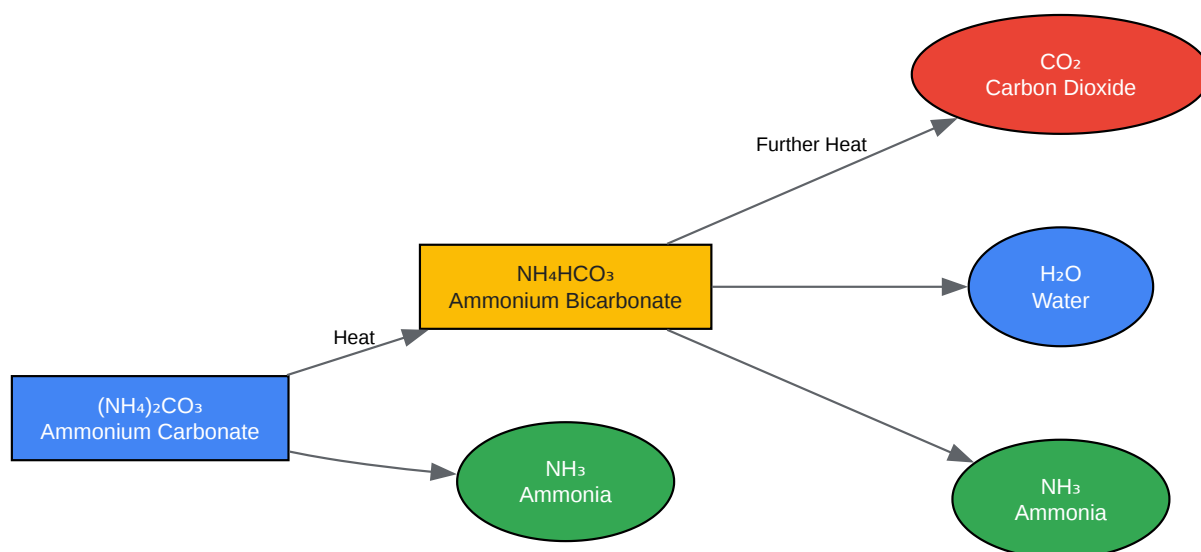 CO₂
Carbon Dioxide
Further Heat
NH₄HCO₃
Ammonium Bicarbonate
H₂O
Water
Heat
(NH₄)₂CO₃
Ammonium Carbonate
NH₃
Ammonia
NH₃
Ammonia